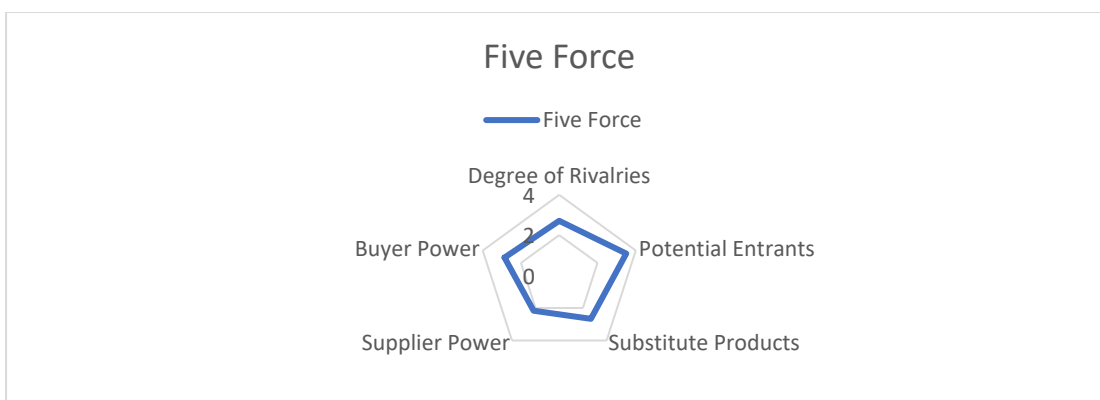 Five Force
Five Force
Degree of Rivalries
4
2
0
Buyer Power
Potential Entrants
Supplier Power
Substitute Products